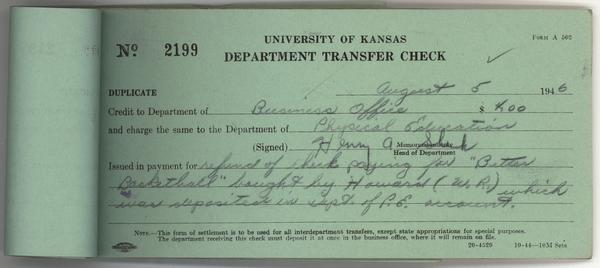 UNIVERSITY OF KANSAS
FORM A 502
No 2199
DEPARTMENT TRANSFER CHECK
DUPLICATE
August 5 1946
Credit to Department of Business Office $ 4.00
and charge the same to the Department of Physical Education
(Signed) Henry A. Shenk
Memorandum Only
Head of Department
Issued in payment for refund of check paying for "Better
Basketball" bought by Howard (W.R.) which
was deposited in dept. of P.E. account.
NOTE.—This form of settlement is to be used for all interdepartment transfers, except state appropriations for special purposes.
The department receiving this check must deposit it at once in the business office, where it will remain on file.
20-4529 10-44—105M Sets